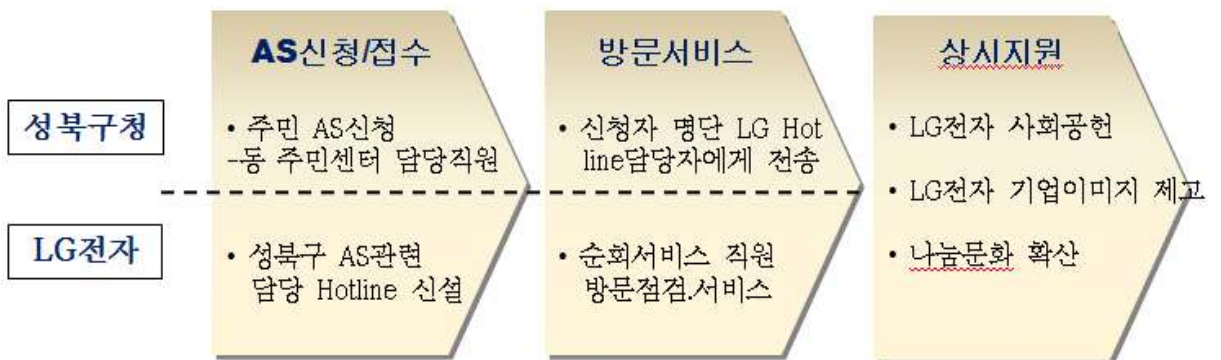 AS신청/접수
방문서비스
상시지원
성북구청
• 주민 AS신청
-동 주민센터 담당직원
• 신청자 명단 LG Hot
line담당자에게 전송
• LG전자 사회공헌
• LG전자 기업이미지 제고
• 나눔문화 확산
LG전자
• 성북구 AS관련
담당 Hotline 신설
• 순회서비스 직원
방문점검.서비스